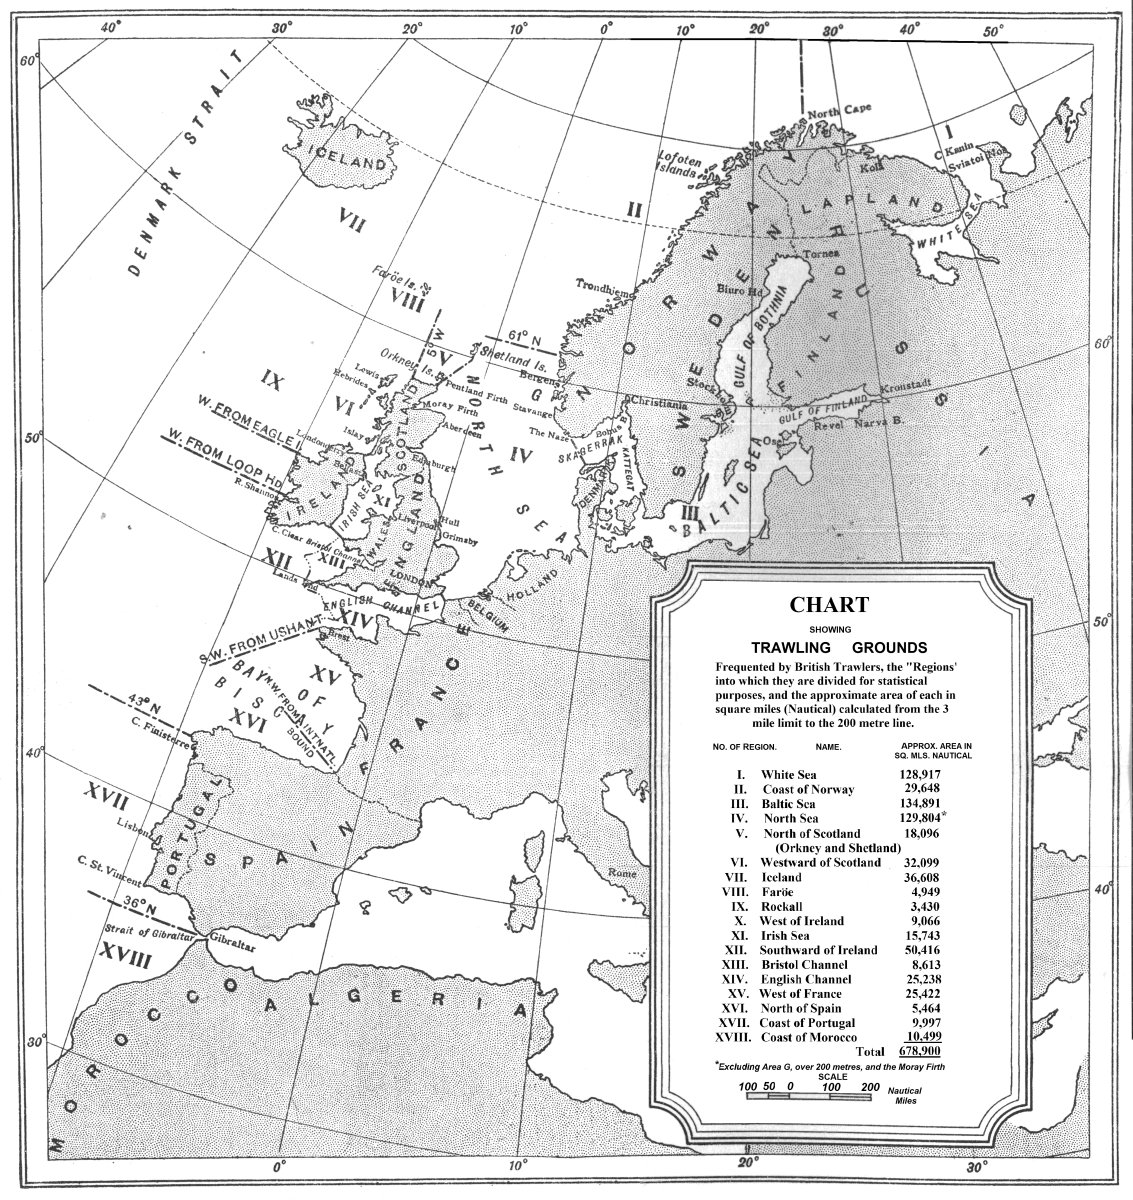 40° 30° 20° 10° 0° 10° 20° 30° 40° 50°
60°
DENMARK STRAIT
North Cape
I
C Kanin
Sviatoi Nos
ICELAND
Lofoten
Islands
Kola
II
LAPLAND
WHITE SEA
VII
Tornea
Faröe Is.
VIII
Trondhjem
Biuro Hd
NORWAY
SWEDEN
GULF OF BOTHNIA
FINLAND
RUSSIA
61° N
5° W
V
Shetland Is.
Orkney Is.
Bergen
60°
IX
Lewis
Hebrides
VI
Pentland Firth
Stavanger
G
Christiania
Stockholm
Kronstadt
GULF OF FINLAND
Revel
Narva B.
W. FROM EAGLE I.
Moray Firth
Aberdeen
The Naze
Bohus B.
SKAGERRAK
KATTEGAT
Osel
50°
W. FROM LOOP Hd
Islay
SCOTLAND
NORTH SEA
IV
Belfast
Edinburgh
R. Shannon
IRELAND
IRISH SEA
XI
DENMARK
III
BALTIC SEA
Liverpool
Hull
Grimsby
WALES
ENGLAND
C. Clear
Bristol Channel
XII
XIII
Lands End
LONDON
HOLLAND
BELGIUM
ENGLISH CHANNEL
XIV
S.W. FROM USHANT
Brest
50°
BAY OF BISCAY
XV
N.W. FROM INTNATL
BOUND
XVI
FRANCE
43° N
C. Finisterre
40°
XVII
Lisbon
PORTUGAL
SPAIN
Rome
C. St. Vincent
40°
36° N
Strait of Gibraltar
Gibraltar
XVIII
MOROCCO
ALGERIA
30°
0° 10° 20° 30°
CHART
SHOWING
TRAWLING GROUNDS
Frequented by British Trawlers, the "Regions'
into which they are divided for statistical
purposes, and the approximate area of each in
square miles (Nautical) calculated from the 3
mile limit to the 200 metre line.
NO. OF REGION. NAME. APPROX. AREA IN
SQ. MLS. NAUTICAL
I. White Sea 128,917
II. Coast of Norway 29,648
III. Baltic Sea 134,891
IV. North Sea 129,804*
V. North of Scotland 18,096
(Orkney and Shetland)
VI. Westward of Scotland 32,099
VII. Iceland 36,608
VIII. Faröe 4,949
IX. Rockall 3,430
X. West of Ireland 9,066
XI. Irish Sea 15,743
XII. Southward of Ireland 50,416
XIII. Bristol Channel 8,613
XIV. English Channel 25,238
XV. West of France 25,422
XVI. North of Spain 5,464
XVII. Coast of Portugal 9,997
XVIII. Coast of Morocco 10,499
Total 678,900
*Excluding Area G, over 200 metres, and the Moray Firth
SCALE
100 50 0 100 200 Nautical
Miles